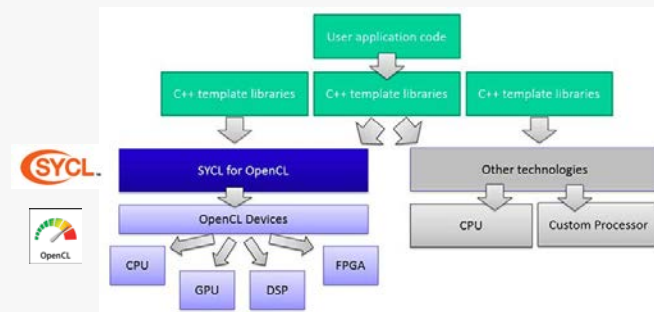 User application code
C++ template libraries
C++ template libraries
C++ template libraries
SYCL™
SYCL for OpenCL
Other technologies
OpenCL
OpenCL Devices
CPU
Custom Processor
CPU
GPU
DSP
FPGA